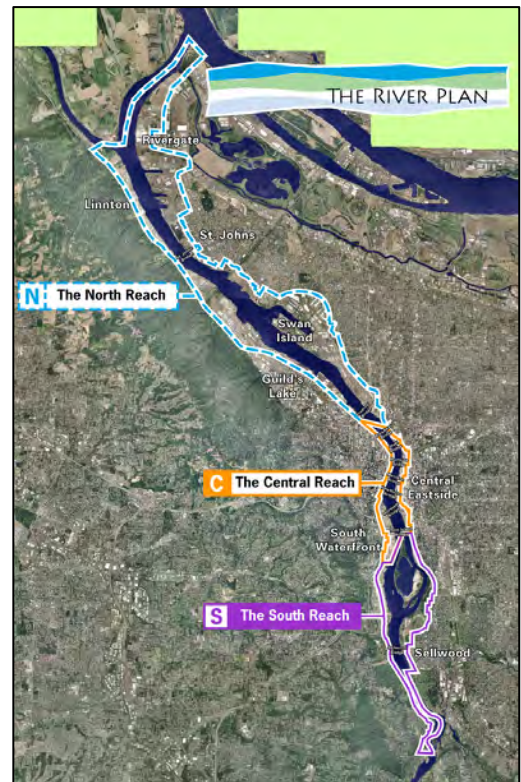 THE RIVER PLAN
Rivergate
Linnton
St. Johns
N The North Reach
Swan
Island
Guild's
Lake
C The Central Reach
Central
Eastside
South
Waterfront
S The South Reach
Sellwood